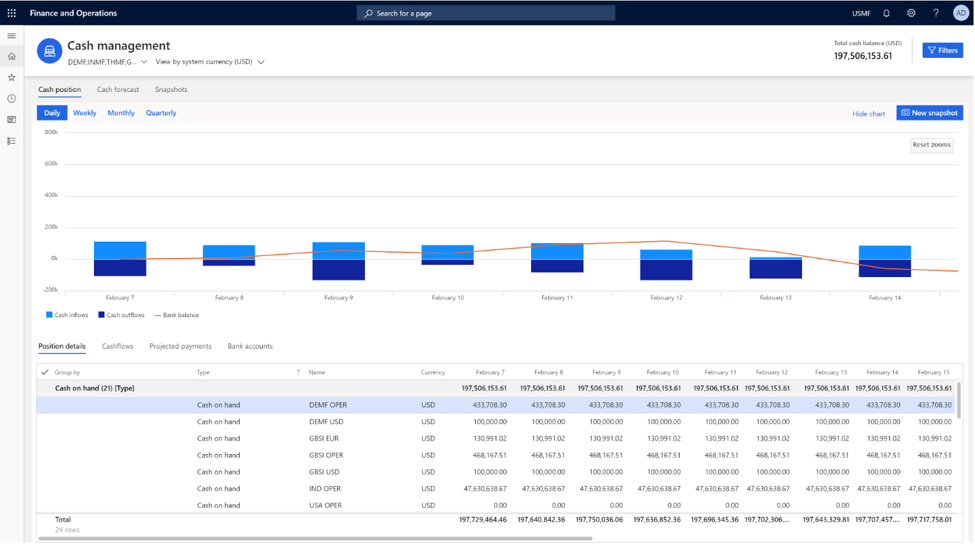 Finance and Operations
Search for a page
USMF
?
AD
Cash management
DEMF;INMF;THMF;G...
View by system currency (USD)
Total cash balance (USD)
197,506,153.61
Filters
Cash position Cash forecast Snapshots
Daily Weekly Monthly Quarterly
Hide chart
New snapshot
Reset zooms
800k
600k
400k
200k
0k
-200k
February 7 February 8 February 9 February 10 February 11 February 12 February 13 February 14
Cash inflows Cash outflows Bank balance
Position details Cashflows Projected payments Bank accounts
Group by Type Name Currency February 7 February 8 February 9 February 10 February 11 February 12 February 13 February 14 February 15
Cash on hand (21) [Type] 197,506,153.61 197,506,153.61 197,506,153.61 197,506,153.61 197,506,153.61 197,506,153.61 197,506,153.61 197,506,153.61 197,506,153.61
Cash on hand DEMF OPER USD 433,708.30 433,708.30 433,708.30 433,708.30 433,708.30 433,708.30 433,708.30 433,708.30 433,708.30
Cash on hand DEMF USD USD 100,000.00 100,000.00 100,000.00 100,000.00 100,000.00 100,000.00 100,000.00 100,000.00 100,000.00
Cash on hand GBSI EUR USD 130,991.02 130,991.02 130,991.02 130,991.02 130,991.02 130,991.02 130,991.02 130,991.02 130,991.02
Cash on hand GBSI OPER USD 468,167.51 468,167.51 468,167.51 468,167.51 468,167.51 468,167.51 468,167.51 468,167.51 468,167.51
Cash on hand GBSI USD USD 100,000.00 100,000.00 100,000.00 100,000.00 100,000.00 100,000.00 100,000.00 100,000.00 100,000.00
Cash on hand IND OPER USD 47,630,638.67 47,630,638.67 47,630,638.67 47,630,638.67 47,630,638.67 47,630,638.67 47,630,638.67 47,630,638.67 47,630,638.67
Cash on hand USA OPER USD 0.00 0.00 0.00 0.00 0.00 0.00 0.00 0.00 0.00
Total 197,729,464.46 197,640,842.36 197,750,036.06 197,636,852.36 197,696,345.36 197,702,306.... 197,643,329.81 197,707,457.... 197,717,758.01
24 rows